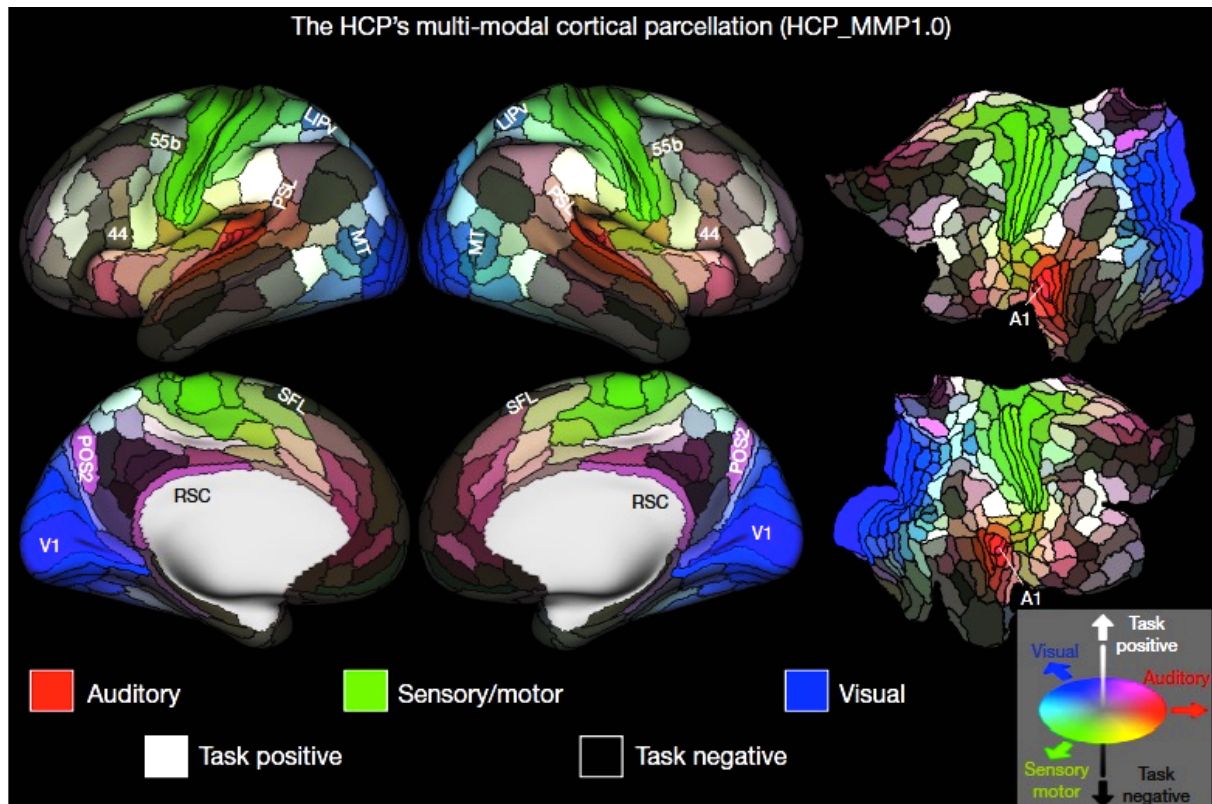 The HCP's multi-modal cortical parcellation (HCP_MMP1.0)
LIPv
LIPv
55b
55b
PSL
PSL
44
MT
MT
44
A1
SFL
SFL
POS2
POS2
RSC
RSC
V1
V1
A1
Task
positive
Visual
Auditory
Sensory
motor
Task
negative
Auditory
Sensory/motor
Visual
Task positive
Task negative